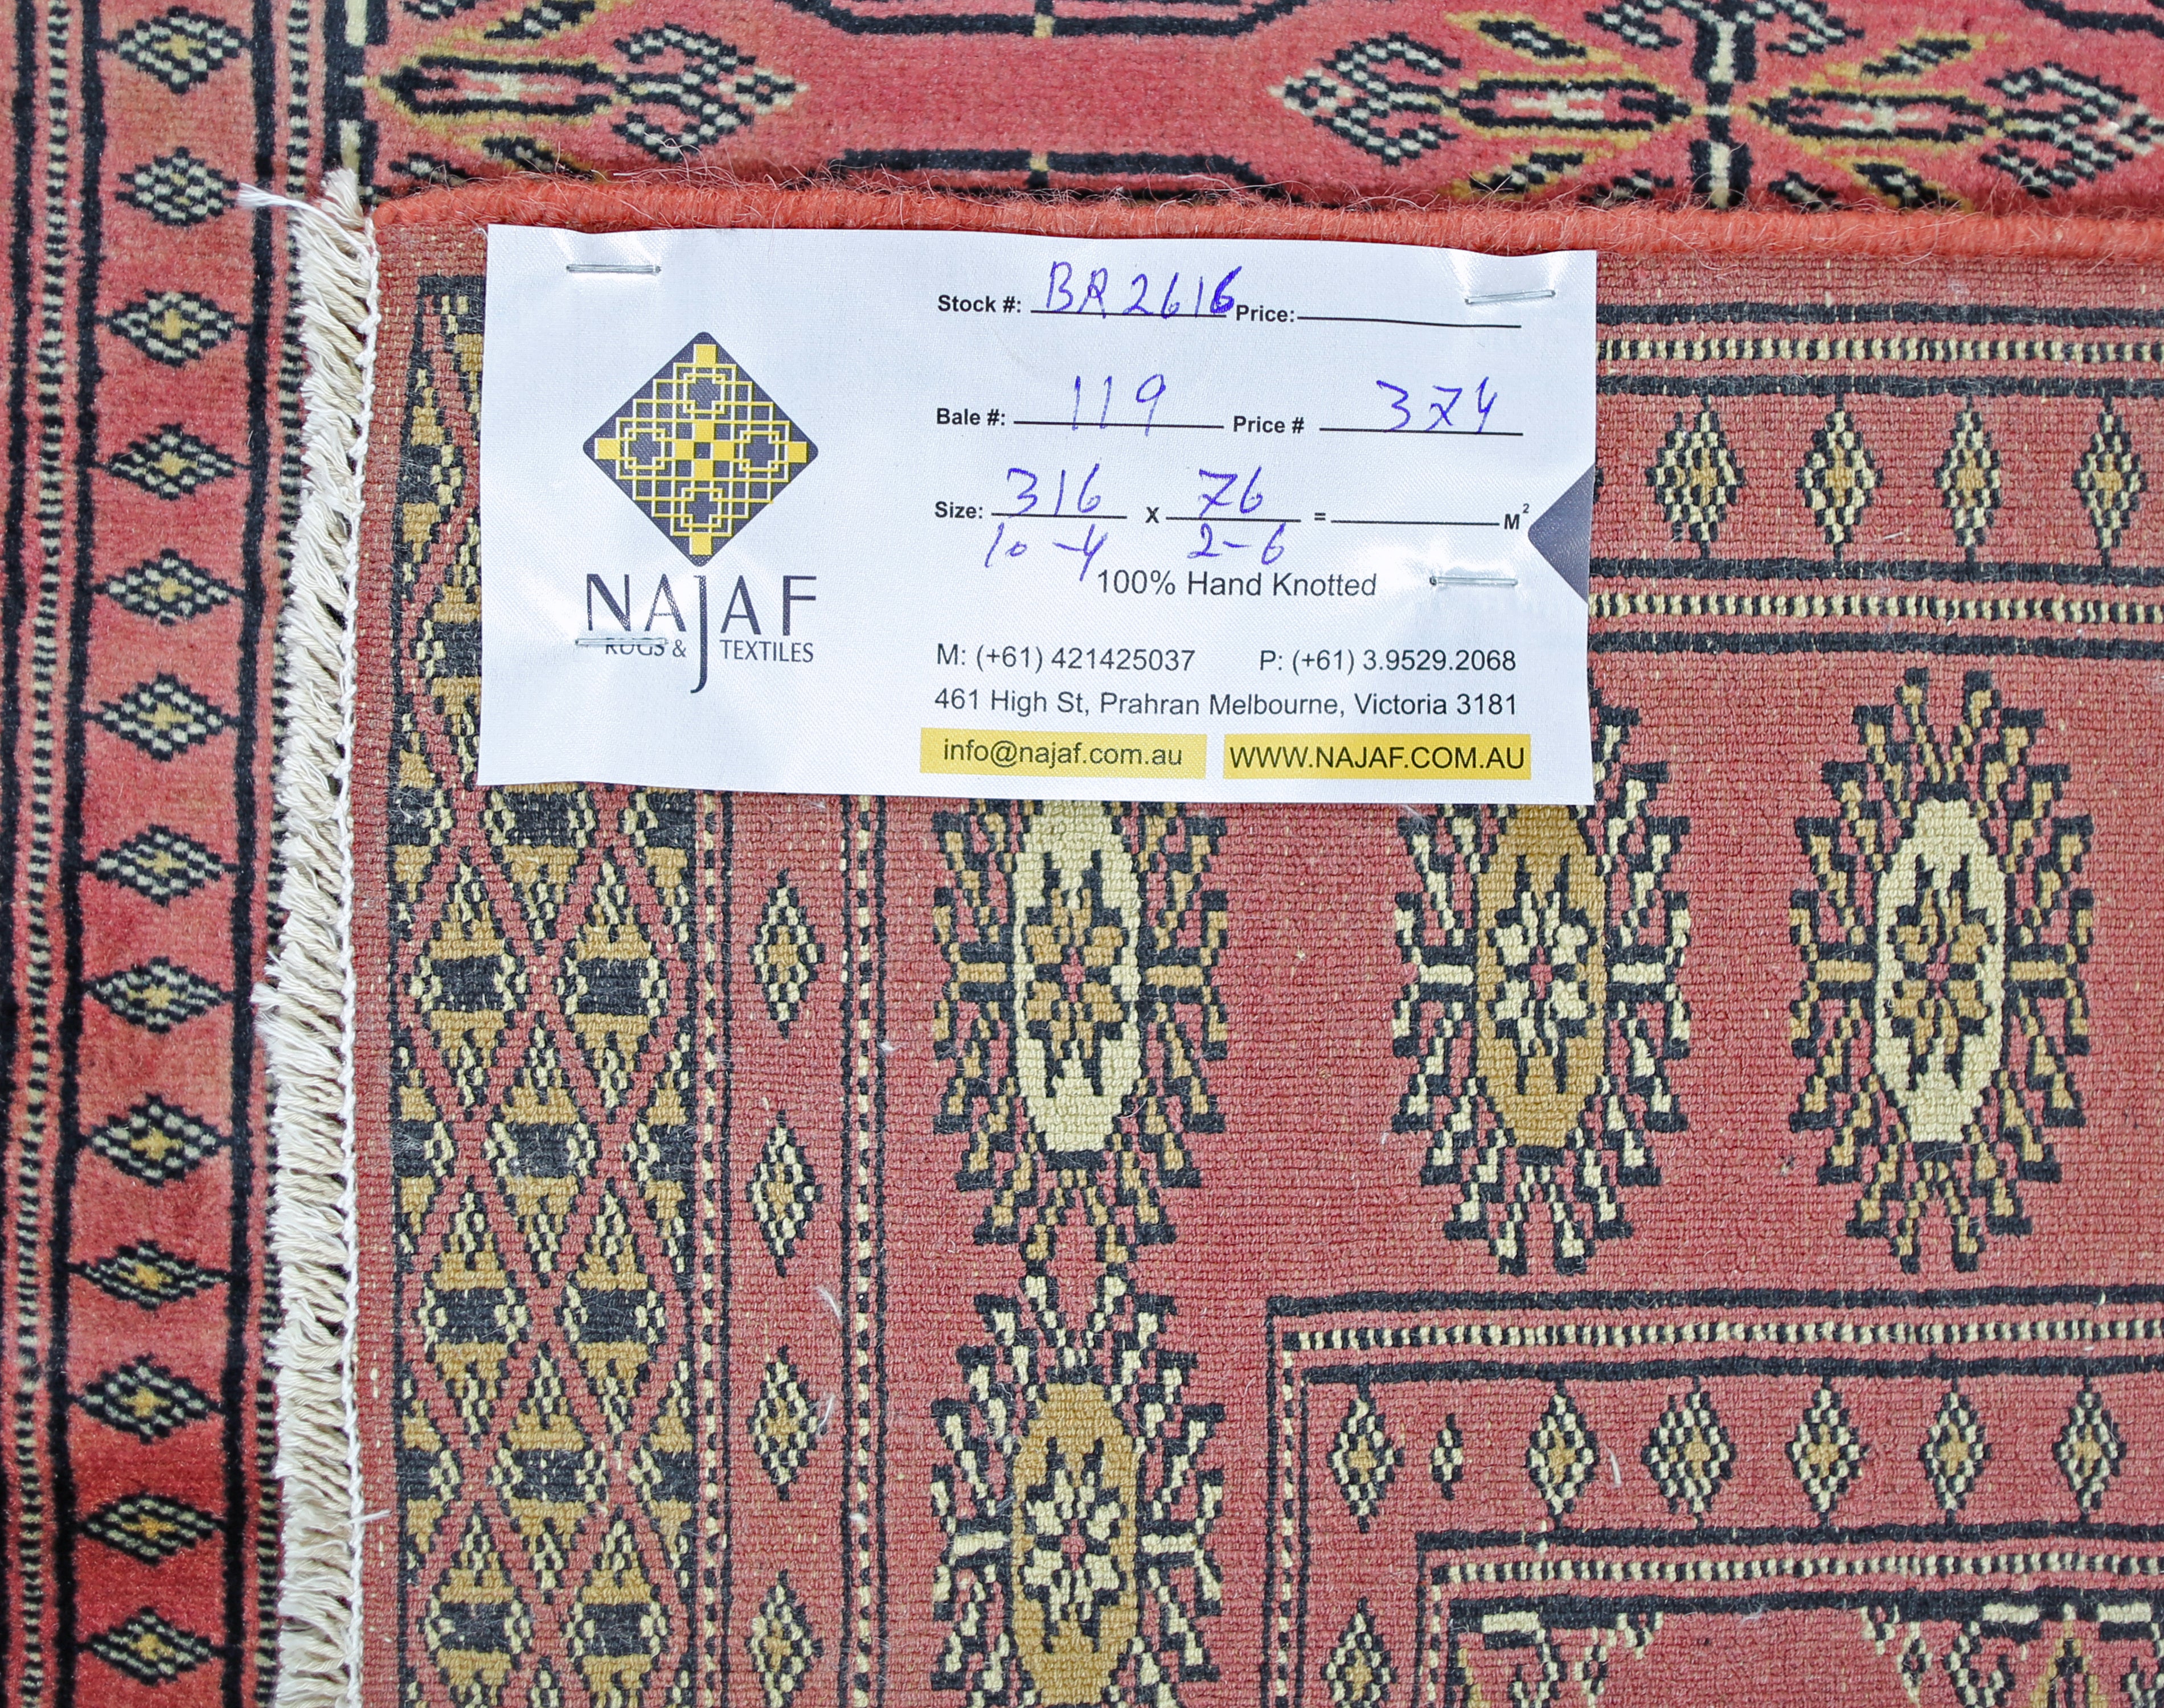 Stock #: BR2616 Price:
Bale #: 119 Price # 374
Size: 316 X 76 = M²
10-4 2-6
100% Hand Knotted
NAJAF
RUGS & TEXTILES
M: (+61) 421425037 P: (+61) 3.9529.2068
461 High St, Prahran Melbourne, Victoria 3181
info@najaf.com.au WWW.NAJAF.COM.AU